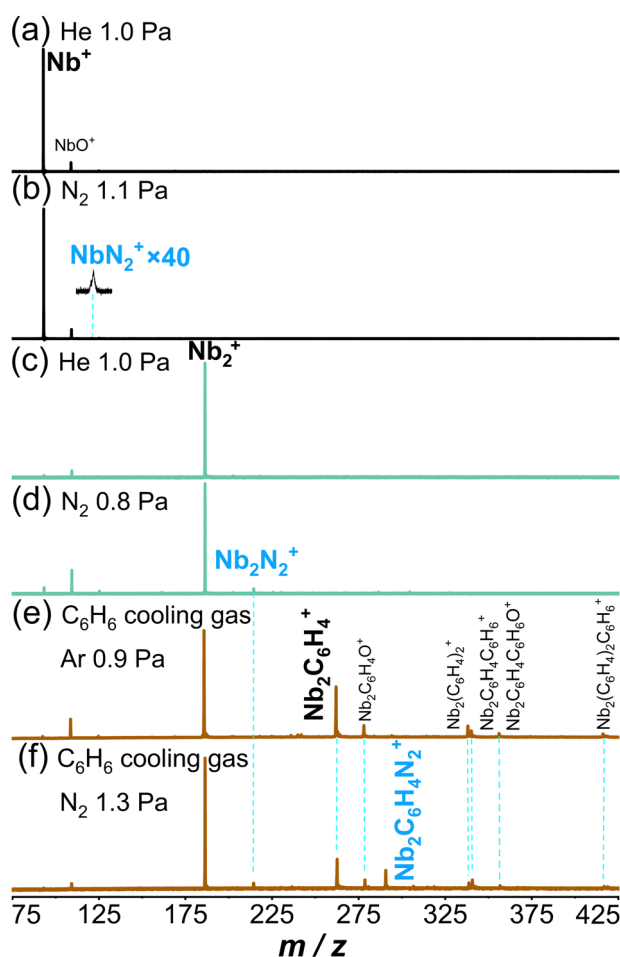 (a) He 1.0 Pa
Nb⁺
NbO⁺
(b) N₂ 1.1 Pa
NbN₂⁺×40
(c) He 1.0 Pa
Nb₂⁺
(d) N₂ 0.8 Pa
Nb₂N₂⁺
(e) C₆H₆ cooling gas
Ar 0.9 Pa
Nb₂C₆H₄⁺
Nb₂C₆H₄O⁺
Nb₂(C₆H₄)₂⁺
Nb₂C₆H₄C₆H₆⁺
Nb₂C₆H₄C₆H₆O⁺
Nb₂(C₆H₄)₂C₆H₆⁺
(f) C₆H₆ cooling gas
N₂ 1.3 Pa
Nb₂C₆H₄N₂⁺
75 125 175 225 275 325 375 425
m / z